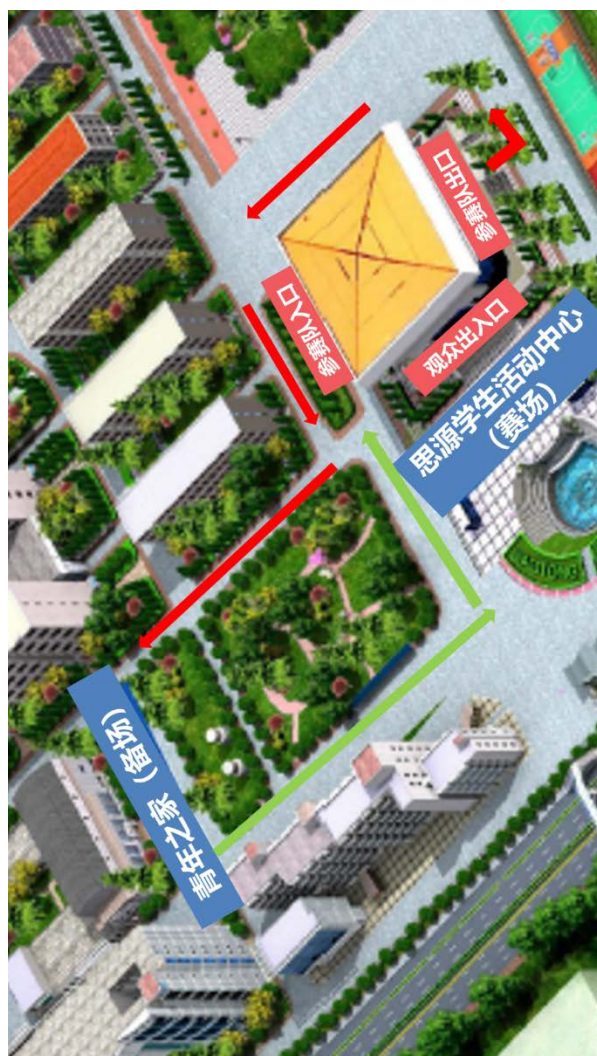 参赛队出口
参赛队入口
观众出入口
思源学生活动中心
（赛场）
青年之家（备场）